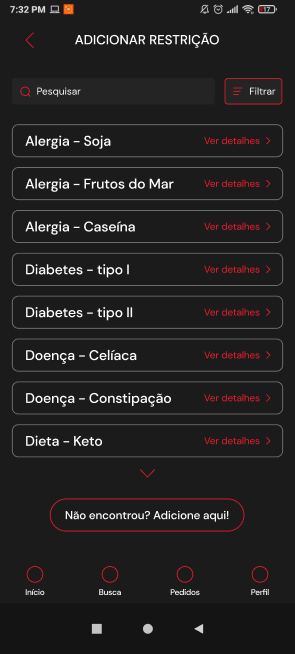 7:32 PM
17
ADICIONAR RESTRIÇÃO
Pesquisar
Filtrar
Alergia - Soja
Ver detalhes
Alergia - Frutos do Mar
Ver detalhes
Alergia - Caseína
Ver detalhes
Diabetes - tipo I
Ver detalhes
Diabetes - tipo II
Ver detalhes
Doença - Celíaca
Ver detalhes
Doença - Constipação
Ver detalhes
Dieta - Keto
Ver detalhes
Não encontrou? Adicione aqui!
Início
Busca
Pedidos
Perfil